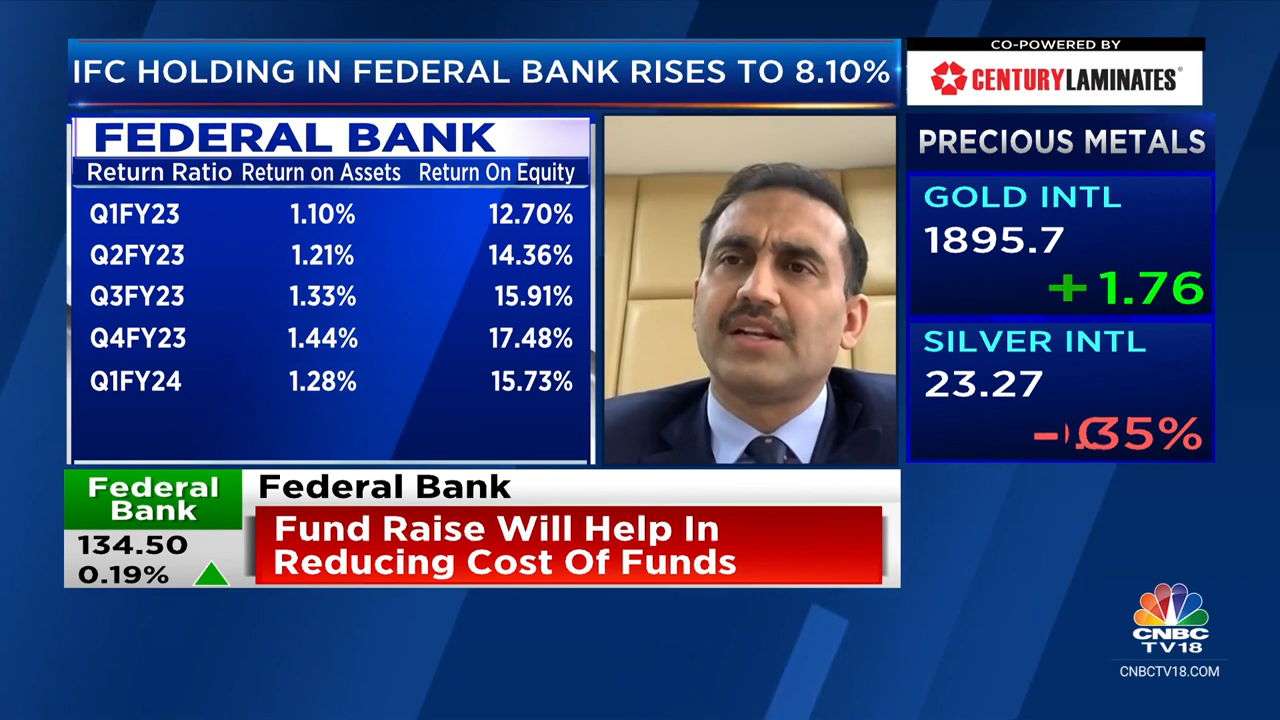 IFC HOLDING IN FEDERAL BANK RISES TO 8.10%
CO-POWERED BY
CENTURYLAMINATES®
FEDERAL BANK
Return Ratio Return on Assets Return On Equity
Q1FY23 1.10% 12.70%
Q2FY23 1.21% 14.36%
Q3FY23 1.33% 15.91%
Q4FY23 1.44% 17.48%
Q1FY24 1.28% 15.73%
PRECIOUS METALS
GOLD INTL
1895.7
+1.76
SILVER INTL
23.27
Federal
Bank
134.50
0.19%
Federal Bank
Fund Raise Will Help In
Reducing Cost Of Funds
CNBC
TV18
CNBCTV18.COM